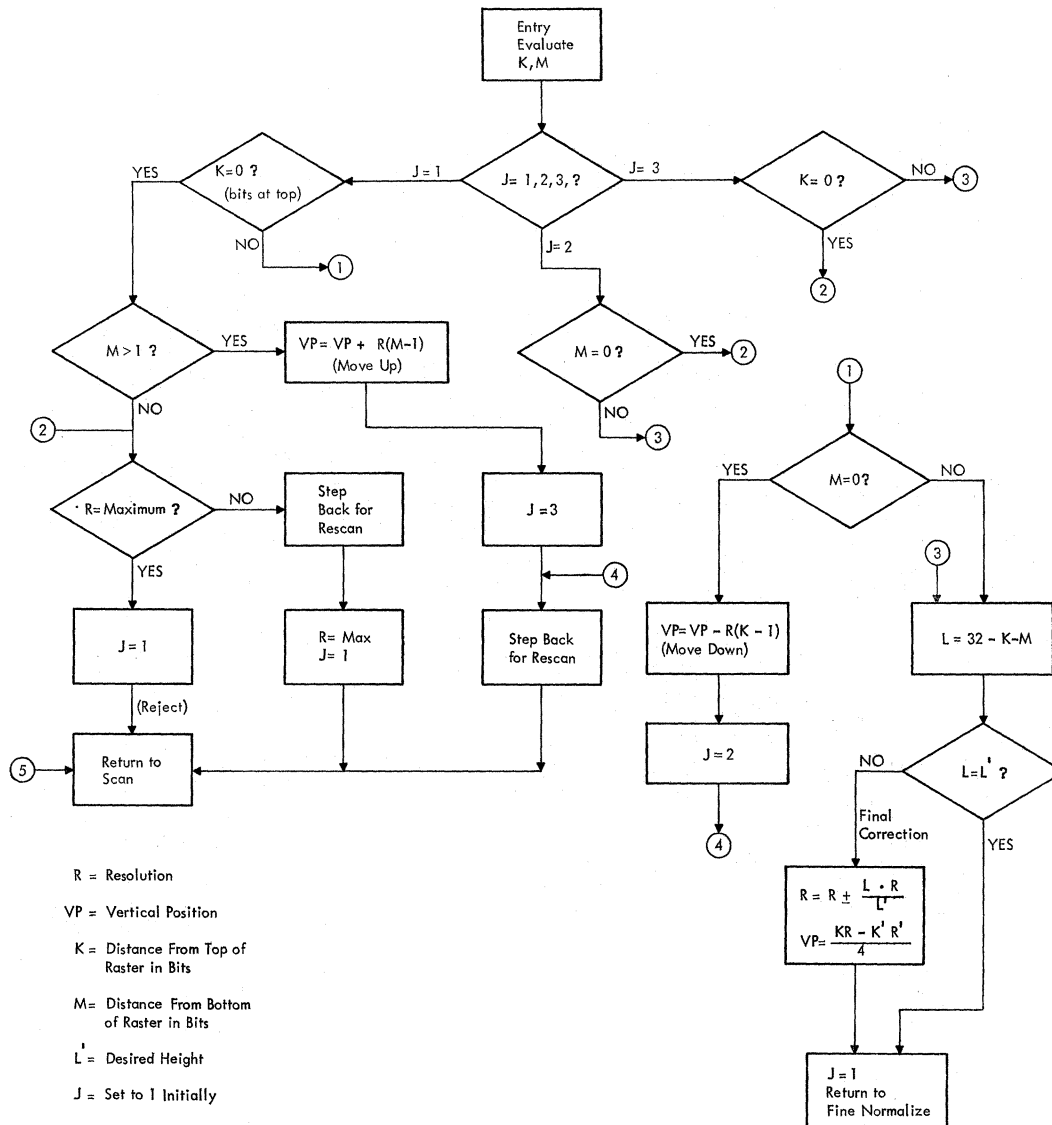 Entry
Evaluate
K, M
J= 1, 2, 3, ?
J= 1
J= 3
J=2
K=0 ?
(bits at top)
YES
NO
1
K= 0 ?
NO
3
YES
2
M > 1 ?
YES
NO
VP= VP + R(M-1)
(Move Up)
M= 0 ?
YES
2
NO
3
2
R= Maximum ?
NO
YES
Step
Back for
Rescan
J =3
4
J= 1
R= Max
J= 1
Step Back
for Rescan
(Reject)
5
Return to
Scan
1
M=0?
YES
NO
3
VP= VP - R(K - 1)
(Move Down)
L = 32 - K-M
J= 2
4
L=L' ?
NO
YES
Final
Correction
R = R ± L • R / L'
VP= KR - K' R' / 4
J = 1
Return to
Fine Normalize
R = Resolution
VP = Vertical Position
K = Distance From Top of
Raster in Bits
M= Distance From Bottom
of Raster in Bits
L' = Desired Height
J = Set to 1 Initially